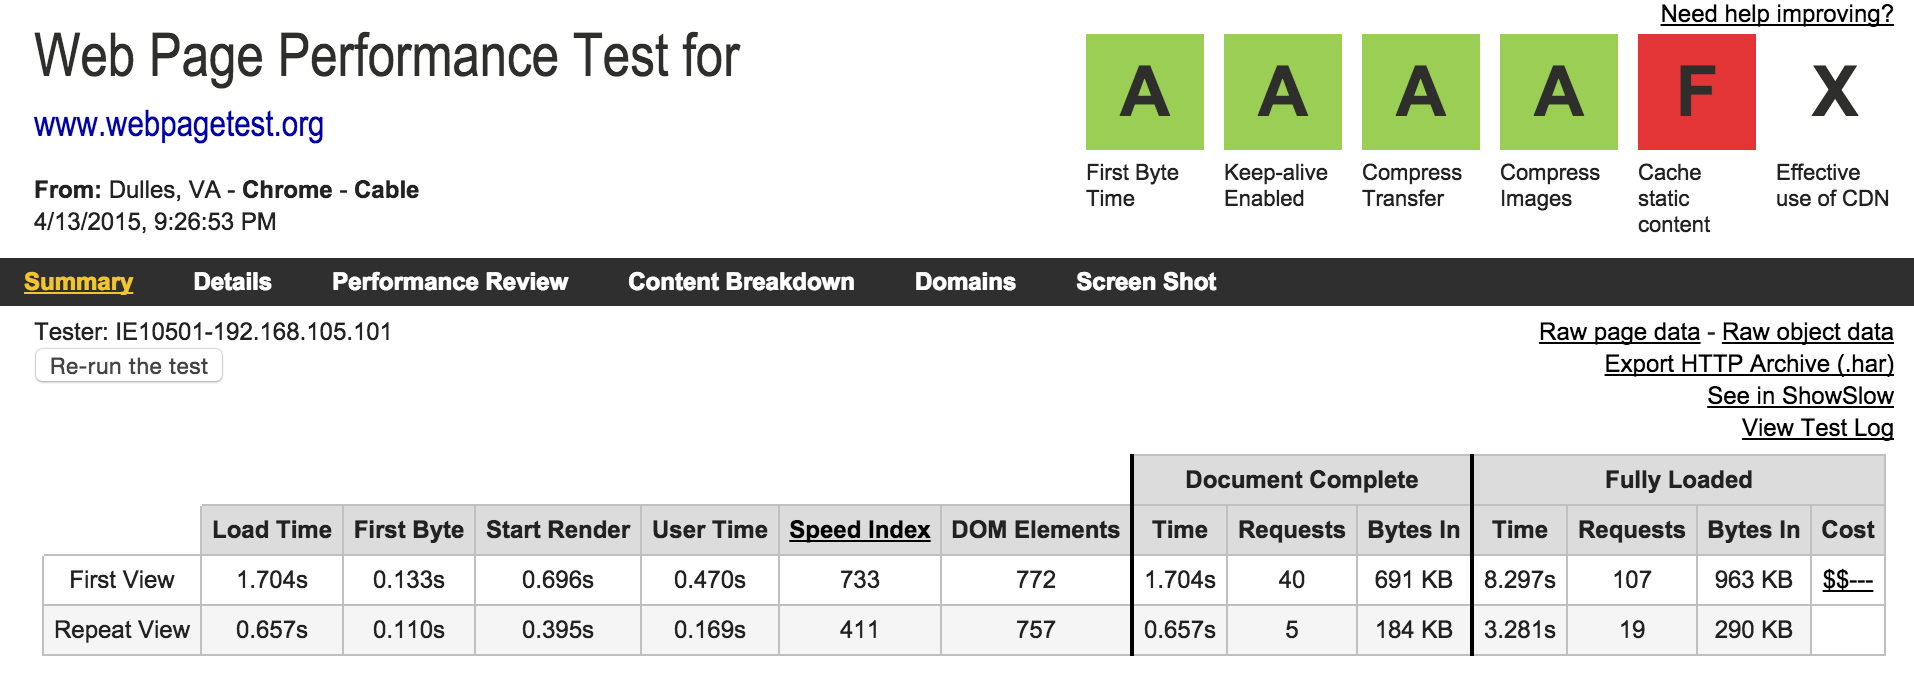 Need help improving?
Web Page Performance Test for
www.webpagetest.org
From: Dulles, VA - Chrome - Cable
4/13/2015, 9:26:53 PM
A A A A F X
First Byte Time
Keep-alive Enabled
Compress Transfer
Compress Images
Cache static content
Effective use of CDN
Summary Details Performance Review Content Breakdown Domains Screen Shot
Tester: IE10501-192.168.105.101
Re-run the test
Raw page data - Raw object data
Export HTTP Archive (.har)
See in ShowSlow
View Test Log
Document Complete Fully Loaded
Load Time First Byte Start Render User Time Speed Index DOM Elements Time Requests Bytes In Time Requests Bytes In Cost
First View 1.704s 0.133s 0.696s 0.470s 733 772 1.704s 40 691 KB 8.297s 107 963 KB $$---
Repeat View 0.657s 0.110s 0.395s 0.169s 411 757 0.657s 5 184 KB 3.281s 19 290 KB